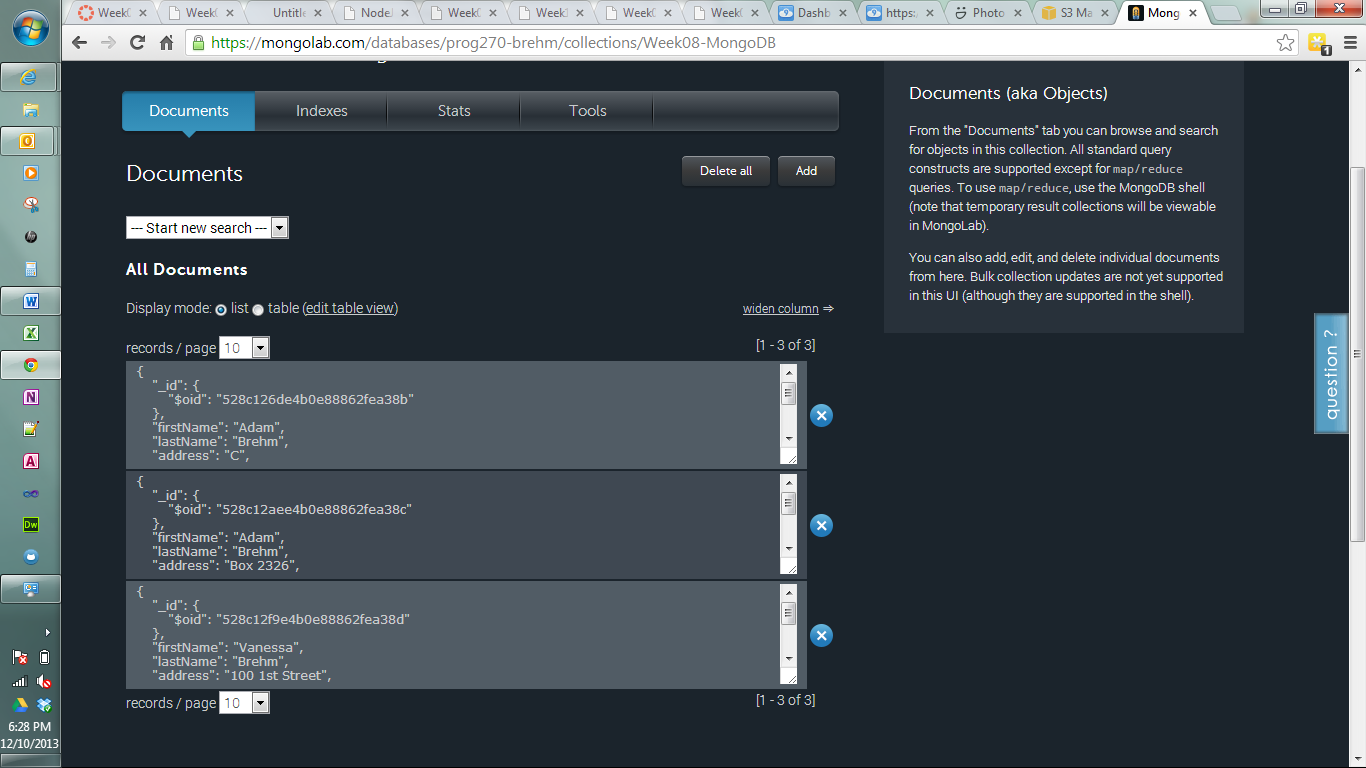 Week0
Week0
Untitle
NodeJ
Week0
Week1
Week0
Week0
Dashb
https:/
Photo
S3 Ma
Mong
https://mongolab.com/databases/prog270-brehm/collections/Week08-MongoDB
1
Documents
Indexes
Stats
Tools
Documents
Delete all
Add
--- Start new search ---
All Documents
Display mode: list table (edit table view)
widen column ⇒
records / page 10
[1 - 3 of 3]
{
"_id": {
"$oid": "528c126de4b0e88862fea38b"
},
"firstName": "Adam",
"lastName": "Brehm",
"address": "C",
{
"_id": {
"$oid": "528c12aee4b0e88862fea38c"
},
"firstName": "Adam",
"lastName": "Brehm",
"address": "Box 2326",
{
"_id": {
"$oid": "528c12f9e4b0e88862fea38d"
},
"firstName": "Vanessa",
"lastName": "Brehm",
"address": "100 1st Street",
records / page 10
[1 - 3 of 3]
Documents (aka Objects)
From the "Documents" tab you can browse and search
for objects in this collection. All standard query
constructs are supported except for map/reduce
queries. To use map/reduce, use the MongoDB shell
(note that temporary result collections will be viewable
in MongoLab).
You can also add, edit, and delete individual documents
from here. Bulk collection updates are not yet supported
in this UI (although they are supported in the shell).
question ?
Dw
6:28 PM
12/10/2013